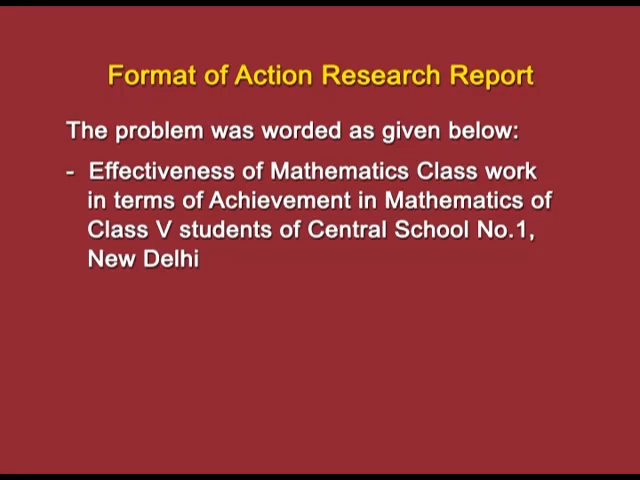 Format of Action Research Report
The problem was worded as given below:
- Effectiveness of Mathematics Class work
in terms of Achievement in Mathematics of
Class V students of Central School No.1,
New Delhi